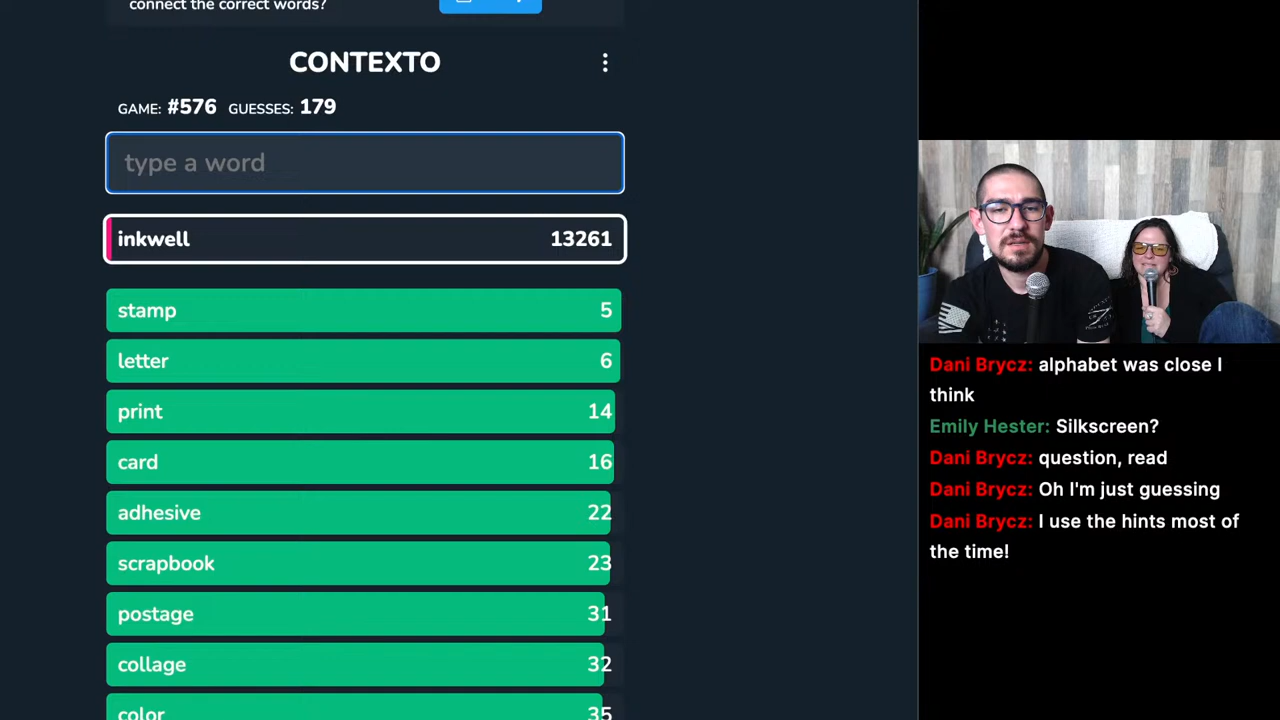 connect the correct words?
CONTEXTO
GAME: #576 GUESSES: 179
type a word
inkwell 13261
stamp 5
letter 6
print 14
card 16
adhesive 22
scrapbook 23
postage 31
collage 32
color 35
Dani Brycz: alphabet was close I
think
Emily Hester: Silkscreen?
Dani Brycz: question, read
Dani Brycz: Oh I'm just guessing
Dani Brycz: I use the hints most of
the time!